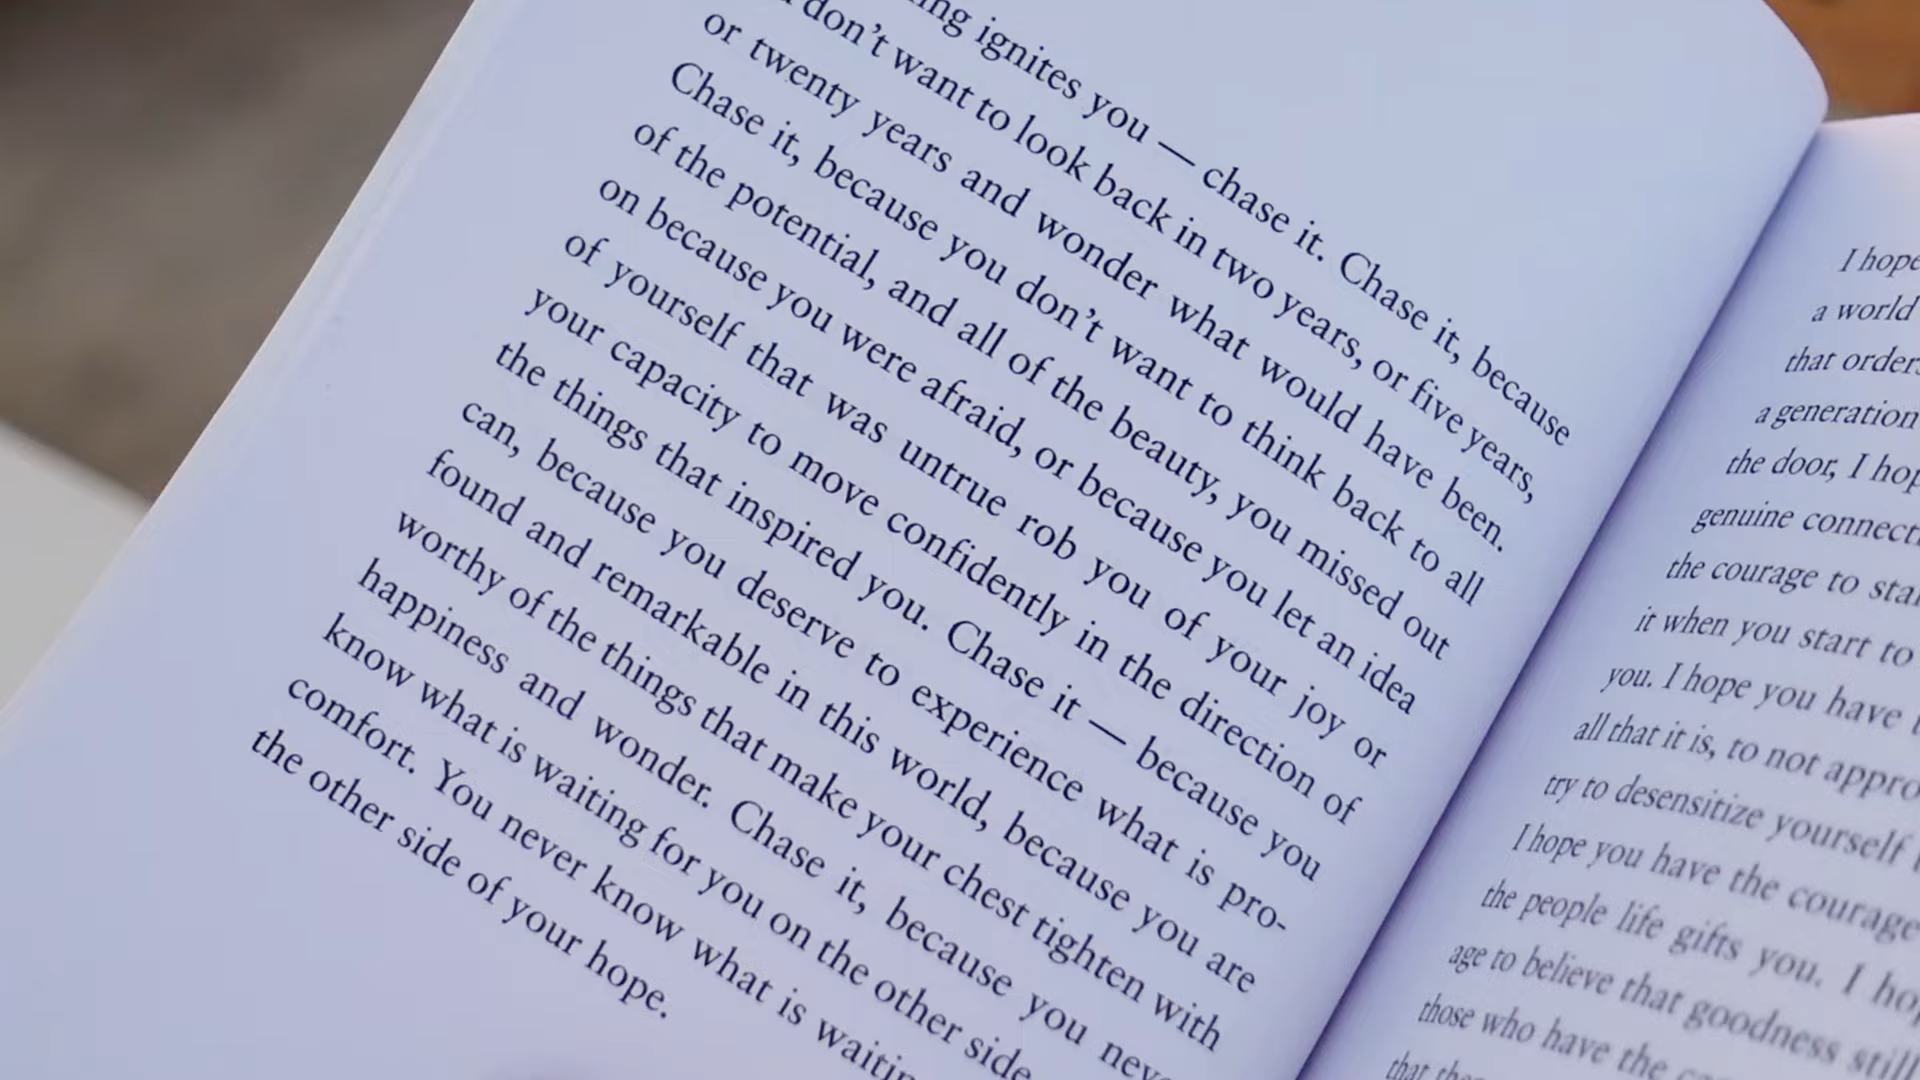 ing ignites you — chase it. Chase it, because
don't want to look back in two years, or five years,
or twenty years and wonder what would have been.
Chase it, because you don't want to think back to all
of the potential, and all of the beauty, you missed out
on because you were afraid, or because you let an idea
of yourself that was untrue rob you of your joy or
your capacity to move confidently in the direction of
the things that inspired you. Chase it — because you
can, because you deserve to experience what is pro-
found and remarkable in this world, because you are
worthy of the things that make your chest tighten with
happiness and wonder. Chase it, because you neve
know what is waiting for you on the other side
comfort. You never know what is waitin
the other side of your hope.
I hope
a world
that orders
a generation
the door, I hop
genuine connecti
the courage to star
it when you start to
you. I hope you have
all that it is, to not appro
try to desensitize yourself
I hope you have the courage
the people life gifts you. I ho
age to believe that goodness still
those who have the
that